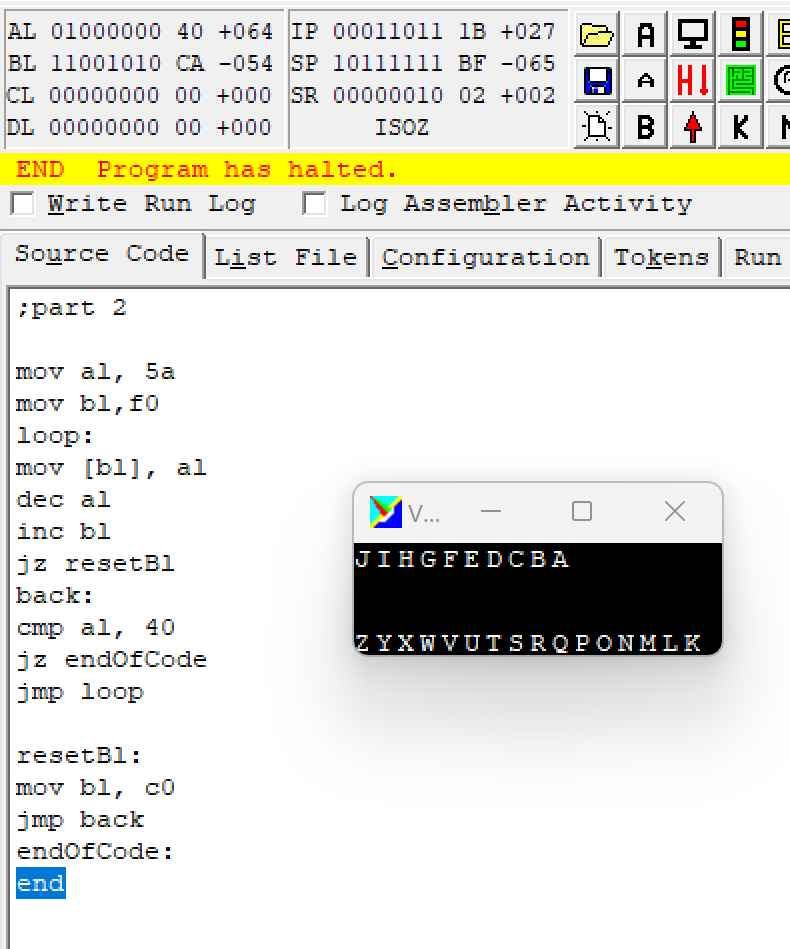 AL 01000000 40 +064 IP 00011011 1B +027
BL 11001010 CA -054 SP 10111111 BF -065
CL 00000000 00 +000 SR 00000010 02 +002
DL 00000000 00 +000 ISOZ
A
A H
B K
END Program has halted.
Write Run Log Log Assembler Activity
Source Code List File Configuration Tokens Run
;part 2
mov al, 5a
mov bl,f0
loop:
mov [bl], al
dec al
inc bl
jz resetBl
back:
cmp al, 40
jz endOfCode
jmp loop
resetBl:
mov bl, c0
jmp back
endOfCode:
end
V...
JIHGFEDCBA
ZYXWVUTSRQPONMLK